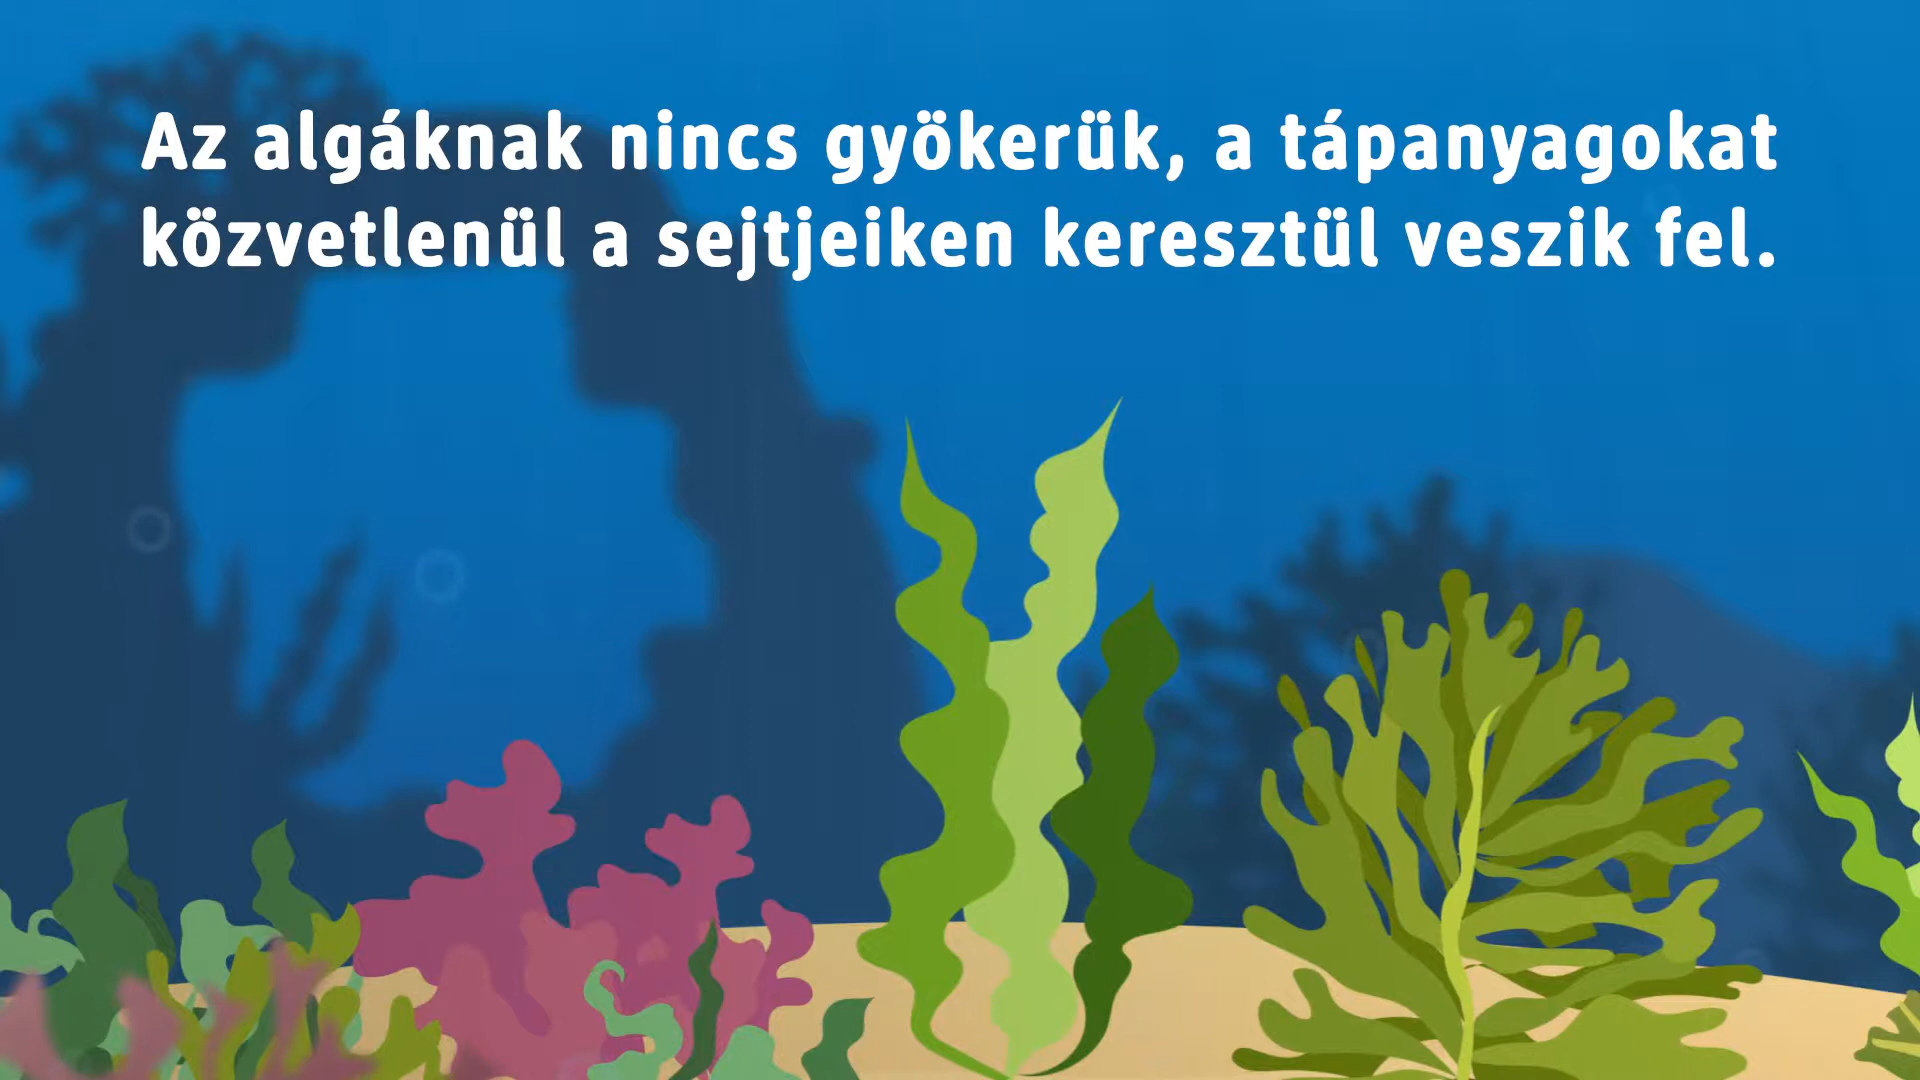 Az algáknak nincs gyökerük, a tápanyagokat
közvetlenül a sejtjeiken keresztül veszik fel.